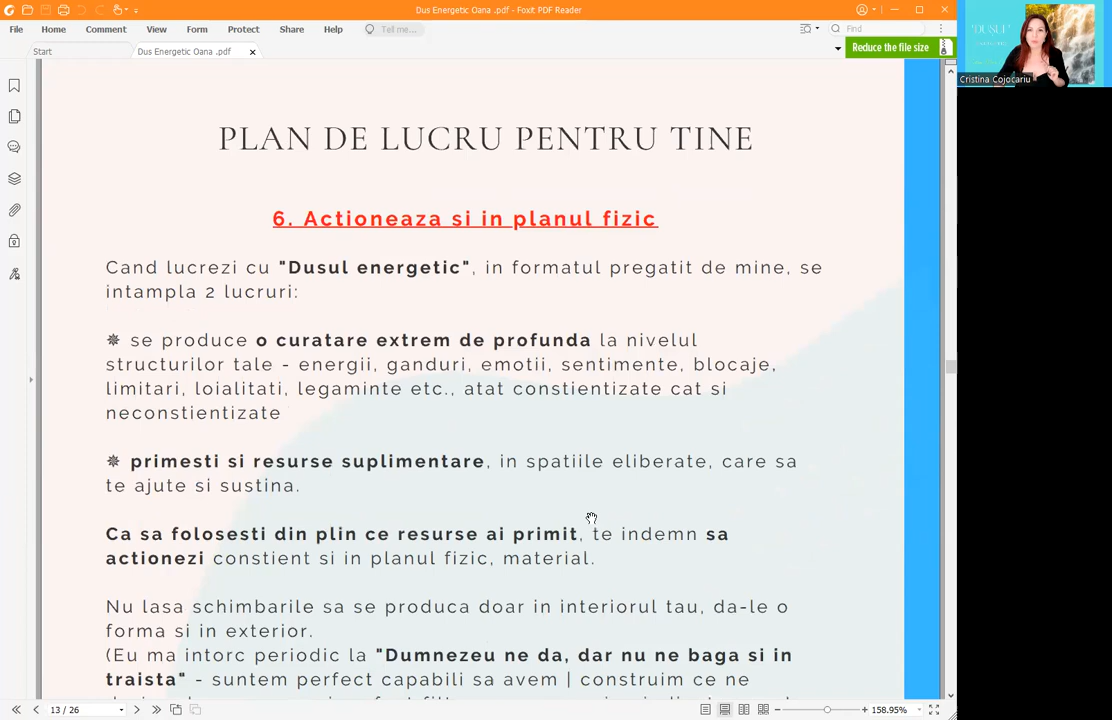 Dus Energetic Oana .pdf - Foxit PDF Reader
File Home Comment View Form Protect Share Help Tell me... Find
Start Dus Energetic Oana .pdf Reduce the file size
Cristina Cojocariu
PLAN DE LUCRU PENTRU TINE
6. Actioneaza si in planul fizic
Cand lucrezi cu "Dusul energetic", in formatul pregatit de mine, se
intampla 2 lucruri:
✵ se produce o curatare extrem de profunda la nivelul
structurilor tale - energii, ganduri, emotii, sentimente, blocaje,
limitari, loialitati, legaminte etc., atat constientizate cat si
neconstientizate
✵ primesti si resurse suplimentare, in spatiile eliberate, care sa
te ajute si sustina.
Ca sa folosesti din plin ce resurse ai primit, te indemn sa
actionezi constient si in planul fizic, material.
Nu lasa schimbarile sa se produca doar in interiorul tau, da-le o
forma si in exterior.
(Eu ma intorc periodic la "Dumnezeu ne da, dar nu ne baga si in
traista" - suntem perfect capabili sa avem | construim ce ne
13 / 26 158.95%